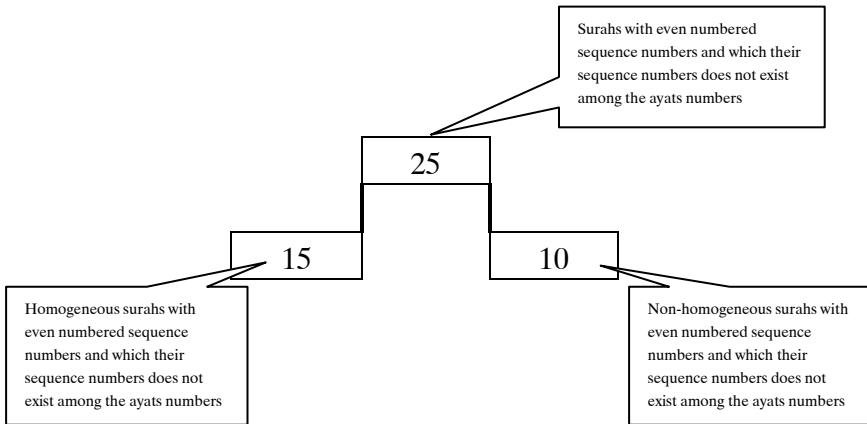 Surahs with even numbered
sequence numbers and which their
sequence numbers does not exist
among the ayats numbers
25
15
10
Homogeneous surahs with
even numbered sequence
numbers and which their
sequence numbers does not
exist among the ayats numbers
Non-homogeneous surahs with
even numbered sequence
numbers and which their
sequence numbers does not
exist among the ayats numbers